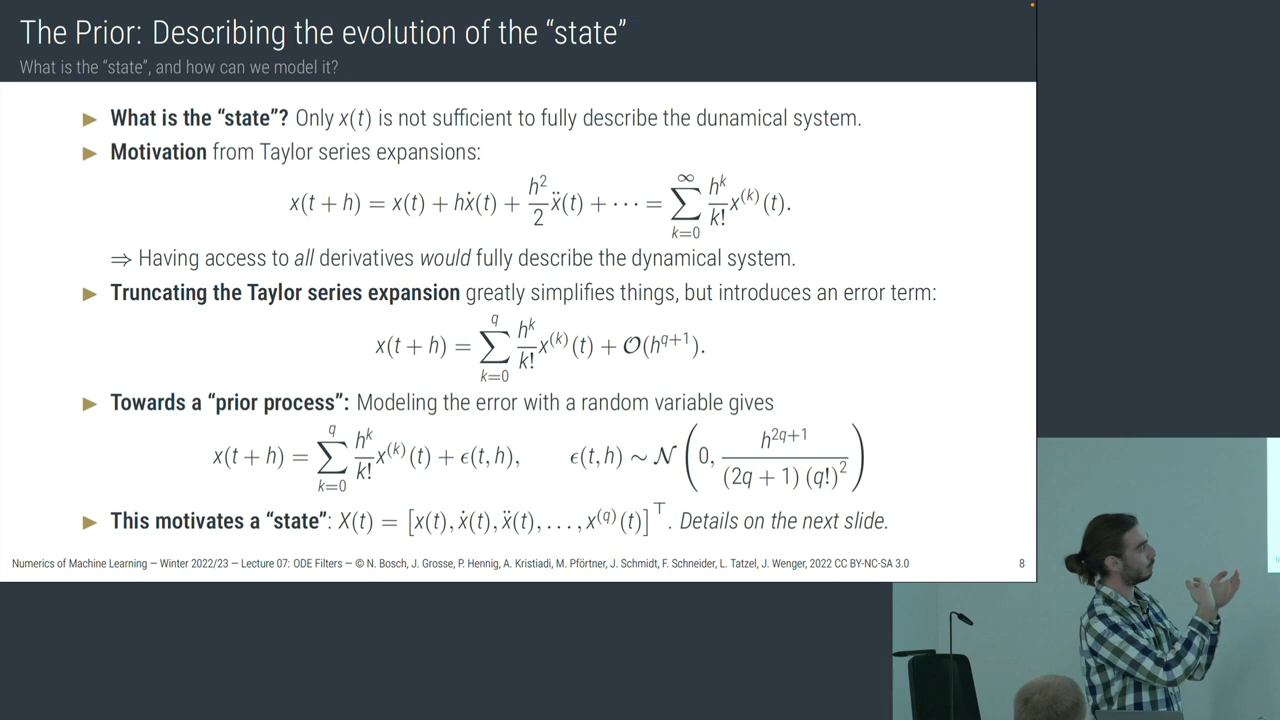 The Prior: Describing the evolution of the “state”
What is the “state”, and how can we model it?
► What is the “state”? Only x(t) is not sufficient to fully describe the dunamical system.
► Motivation from Taylor series expansions:
x(t + h) = x(t) + hẋ(t) + h²/2 ẍ(t) + ··· = ∑_{k=0}^{∞} h^k/k! x^{(k)}(t).
⇒ Having access to all derivatives would fully describe the dynamical system.
► Truncating the Taylor series expansion greatly simplifies things, but introduces an error term:
x(t + h) = ∑_{k=0}^{q} h^k/k! x^{(k)}(t) + O(h^{q+1}).
► Towards a “prior process”: Modeling the error with a random variable gives
x(t + h) = ∑_{k=0}^{q} h^k/k! x^{(k)}(t) + ϵ(t, h), ϵ(t, h) ∼ N(0, h^{2q+1}/((2q + 1)(q!)²))
► This motivates a “state”: X(t) = [x(t), ẋ(t), ẍ(t), . . . , x^{(q)}(t)]^⊤. Details on the next slide.
Numerics of Machine Learning — Winter 2022/23 — Lecture 07: ODE Filters — © N. Bosch, J. Grosse, P. Hennig, A. Kristiadi, M. Pförtner, J. Schmidt, F. Schneider, L. Tatzel, J. Wenger, 2022 CC BY-NC-SA 3.0 8